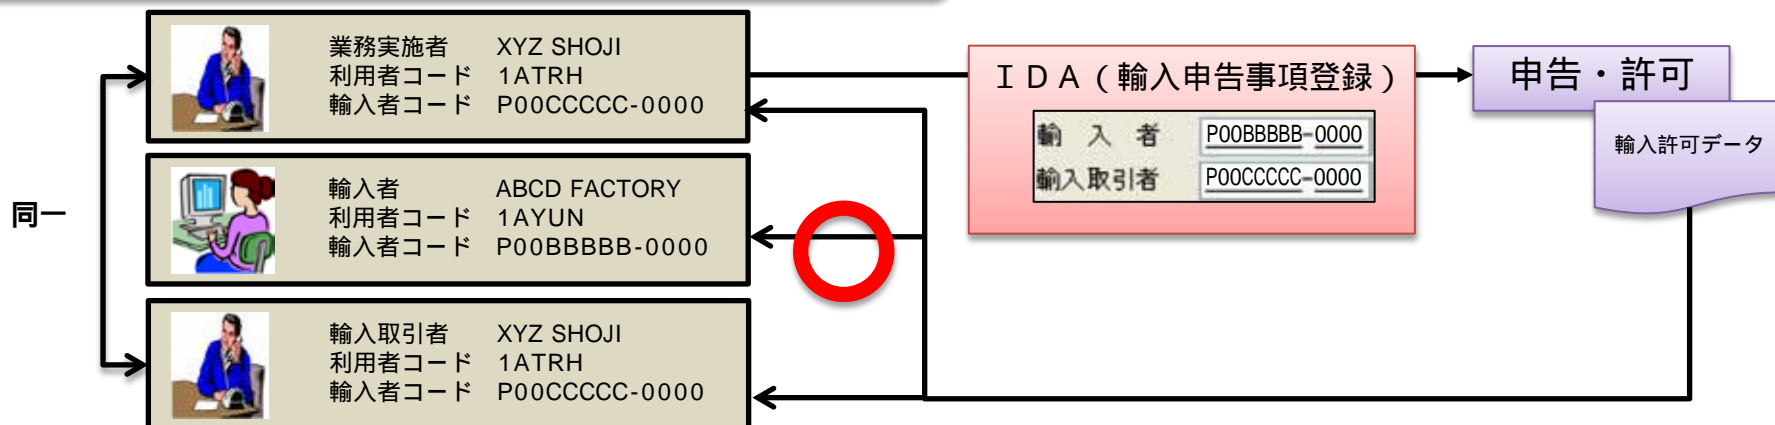 業務実施者 XYZ SHOJI
利用者コード 1ATRH
輸入者コード P00CCCCC-0000
同一
輸入者 ABCD FACTORY
利用者コード 1AYUN
輸入者コード P00BBBBB-0000
輸入取引者 XYZ SHOJI
利用者コード 1ATRH
輸入者コード P00CCCCC-0000
ＩＤＡ（輸入申告事項登録）
輸 入 者 P00BBBBB-0000
輸入取引者 P00CCCCC-0000
申告・許可
輸入許可データ